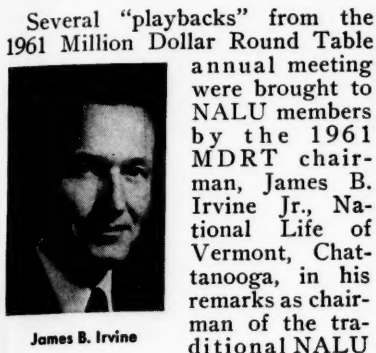 Several “playbacks” from the
1961 Million Dollar Round Table
annual meeting
were brought to
NALU members
by the 1961
MDRT chair-
man, James B.
Irvine Jr., Na-
tional Life of
Vermont, Chat-
tanooga, in his
remarks as chair-
man of the tra-
ditional NALU
James B. Irvine